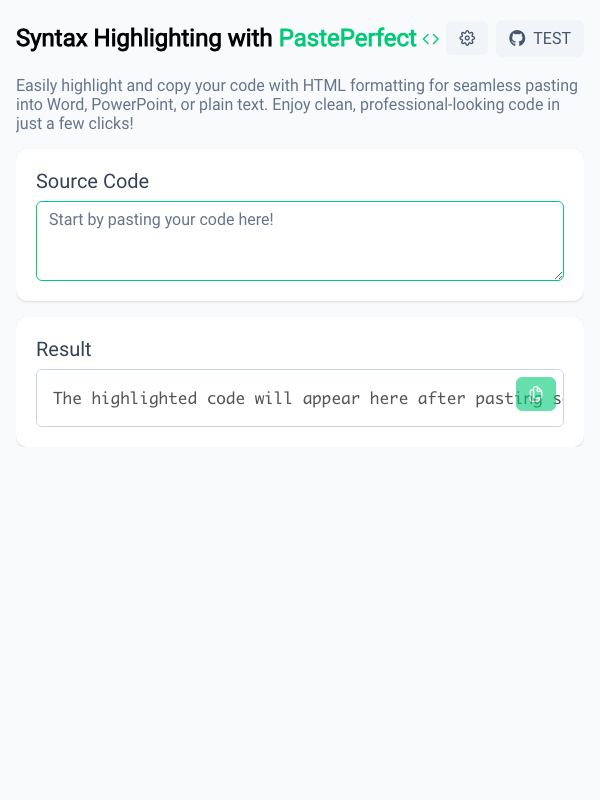 Syntax Highlighting with PastePerfect <>
TEST
Easily highlight and copy your code with HTML formatting for seamless pasting
into Word, PowerPoint, or plain text. Enjoy clean, professional-looking code in
just a few clicks!
Source Code
Start by pasting your code here!
Result
The highlighted code will appear here after pasting